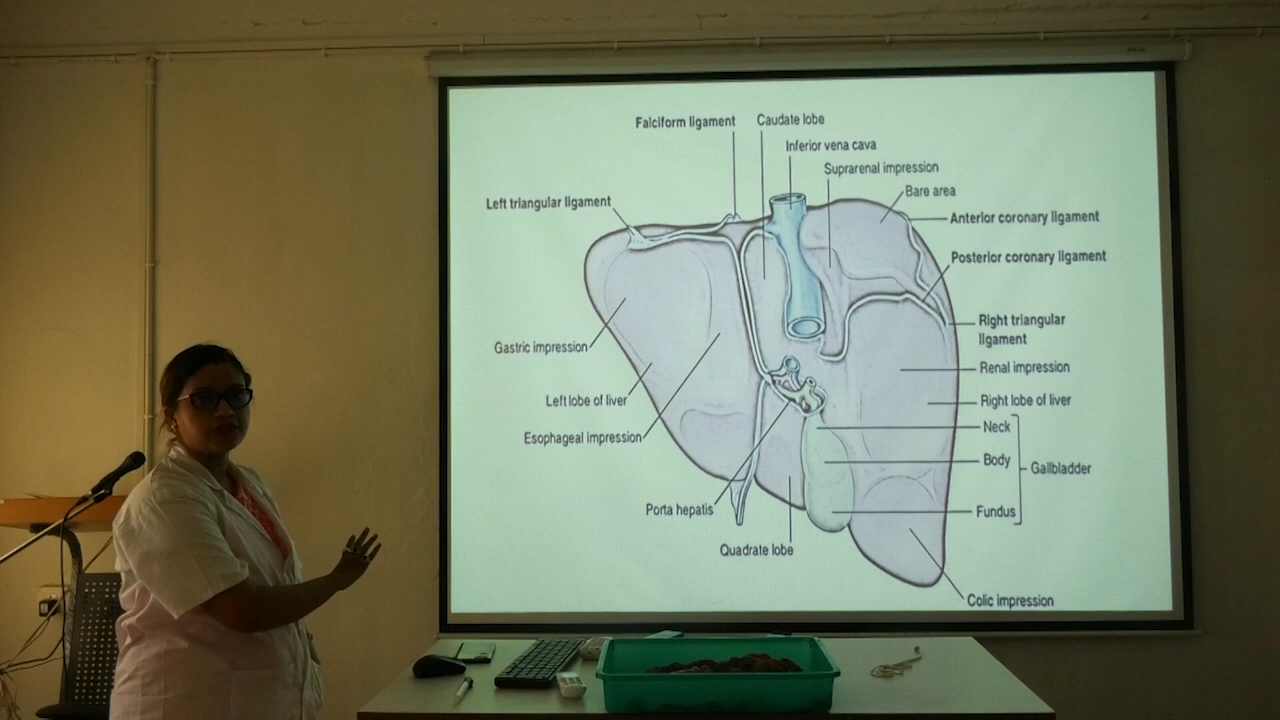 Falciform ligament
Caudate lobe
Inferior vena cava
Suprarenal impression
Bare area
Left triangular ligament
Anterior coronary ligament
Posterior coronary ligament
Right triangular
ligament
Gastric impression
Renal impression
Left lobe of liver
Right lobe of liver
Neck
Esophageal impression
Body
Gallbladder
Porta hepatis
Fundus
Quadrate lobe
Colic impression